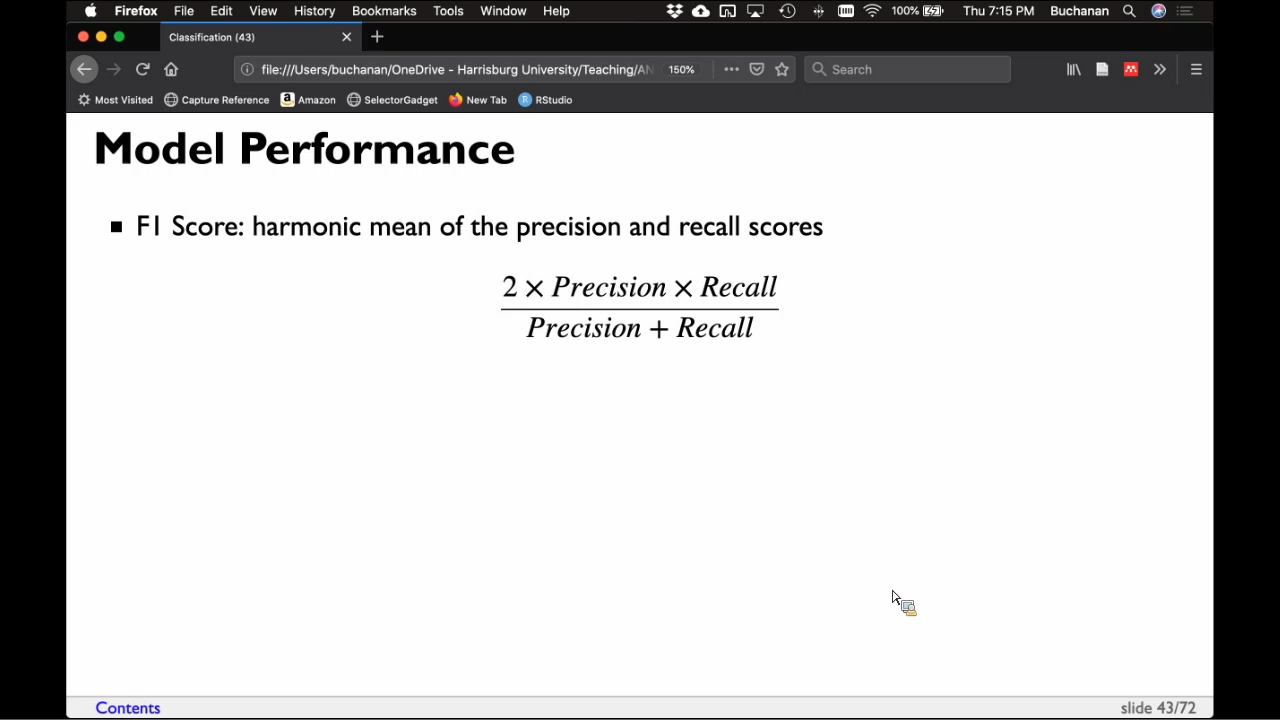 Firefox File Edit View History Bookmarks Tools Window Help 100% Thu 7:15 PM Buchanan
Classification (43)
file:///Users/buchanan/OneDrive - Harrisburg University/Teaching/AN 150% Search
Most Visited Capture Reference Amazon SelectorGadget New Tab RStudio
Model Performance
■ F1 Score: harmonic mean of the precision and recall scores
2 × Precision × Recall
Precision + Recall
Contents slide 43/72